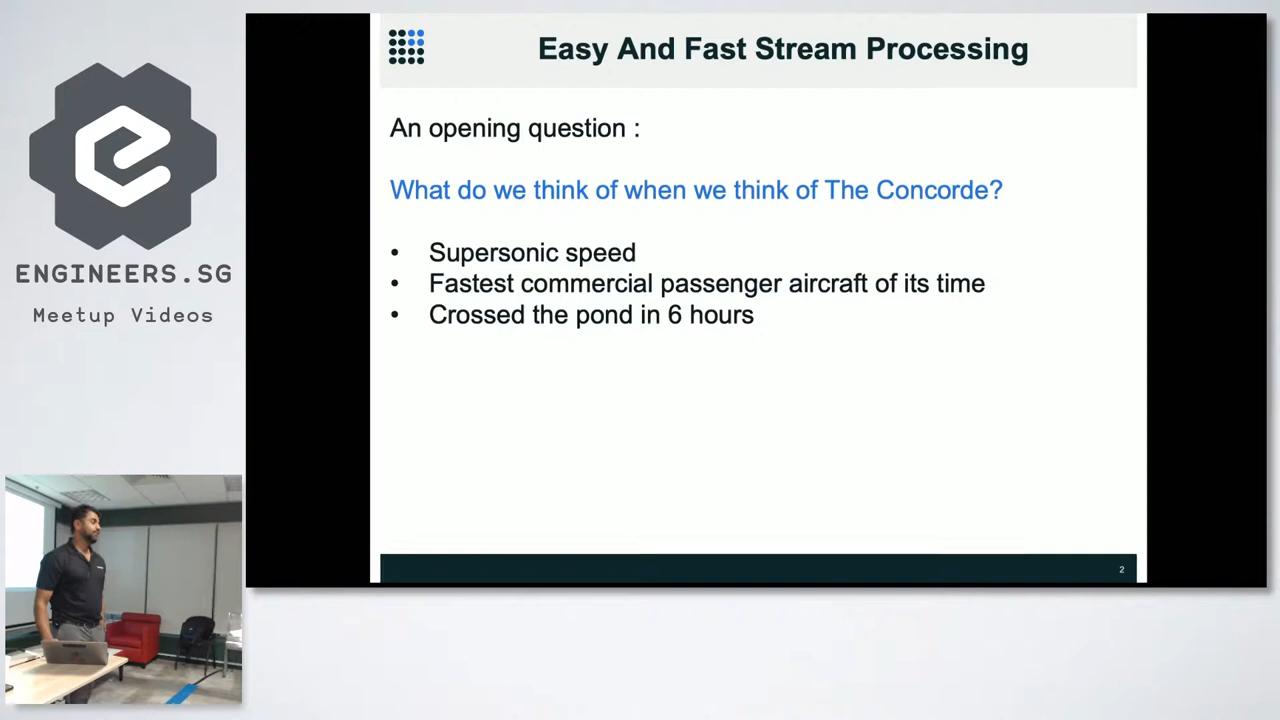 Easy And Fast Stream Processing
An opening question :
What do we think of when we think of The Concorde?
• Supersonic speed
• Fastest commercial passenger aircraft of its time
• Crossed the pond in 6 hours
2
ENGINEERS.SG
Meetup Videos